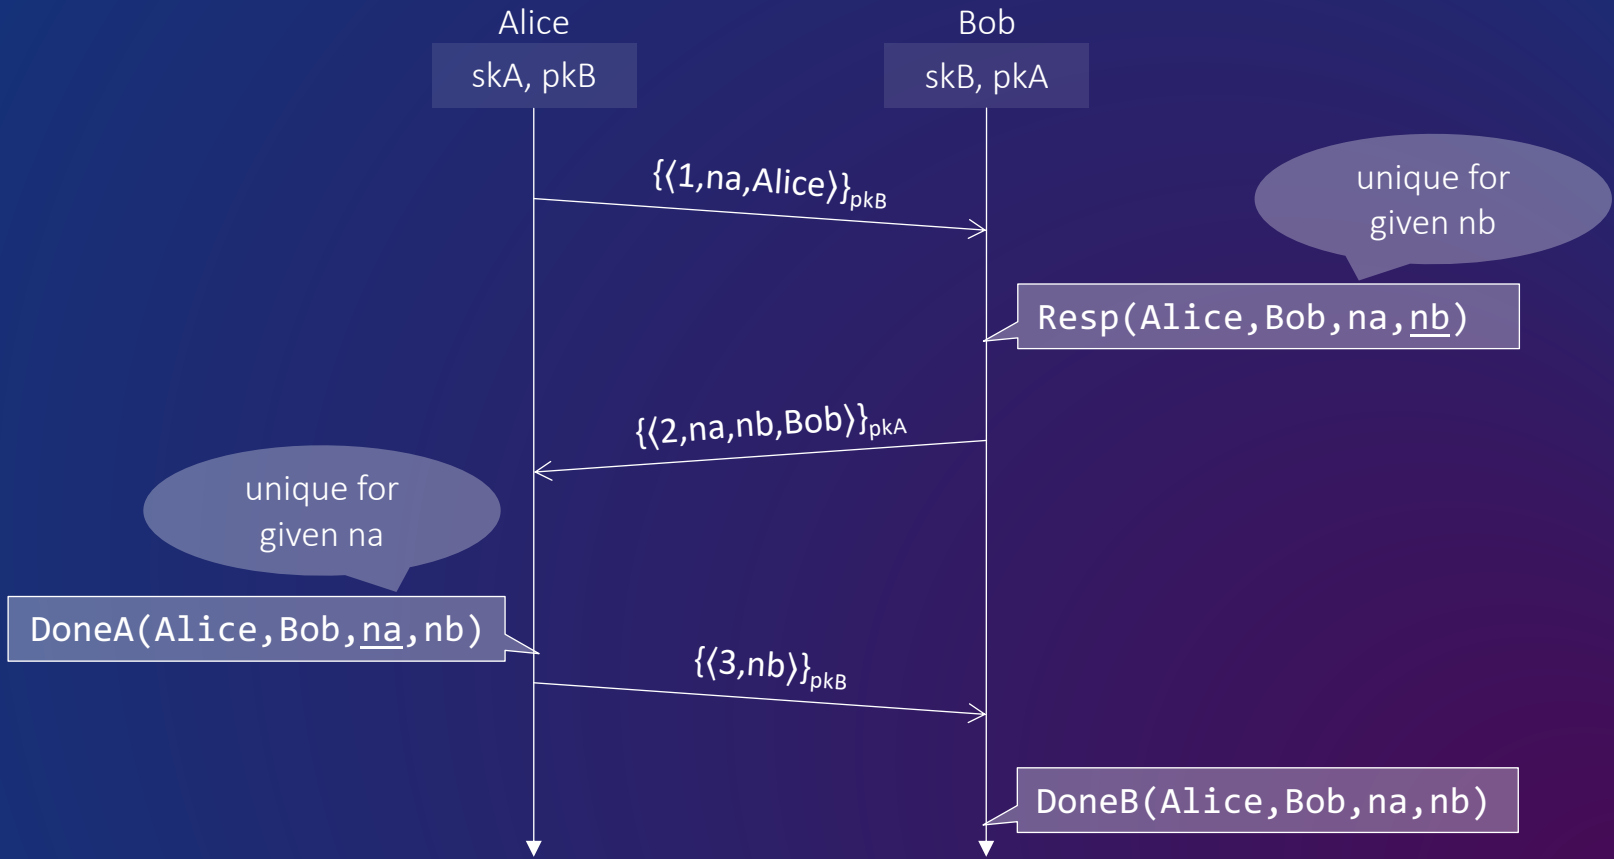 Alice
Bob
skA, pkB
skB, pkA
{⟨1,na,Alice⟩}pkB
unique for
given nb
Resp(Alice,Bob,na,nb)
{⟨2,na,nb,Bob⟩}pkA
unique for
given na
DoneA(Alice,Bob,na,nb)
{⟨3,nb⟩}pkB
DoneB(Alice,Bob,na,nb)